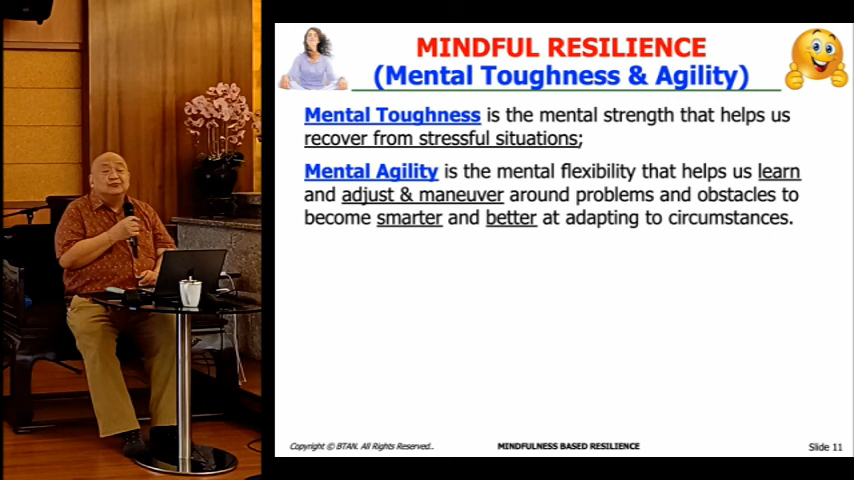 MINDFUL RESILIENCE
(Mental Toughness & Agility)
Mental Toughness is the mental strength that helps us
recover from stressful situations;
Mental Agility is the mental flexibility that helps us learn
and adjust & maneuver around problems and obstacles to
become smarter and better at adapting to circumstances.
Copyright © BTAN. All Rights Reserved..
MINDFULNESS BASED RESILIENCE
Slide 11